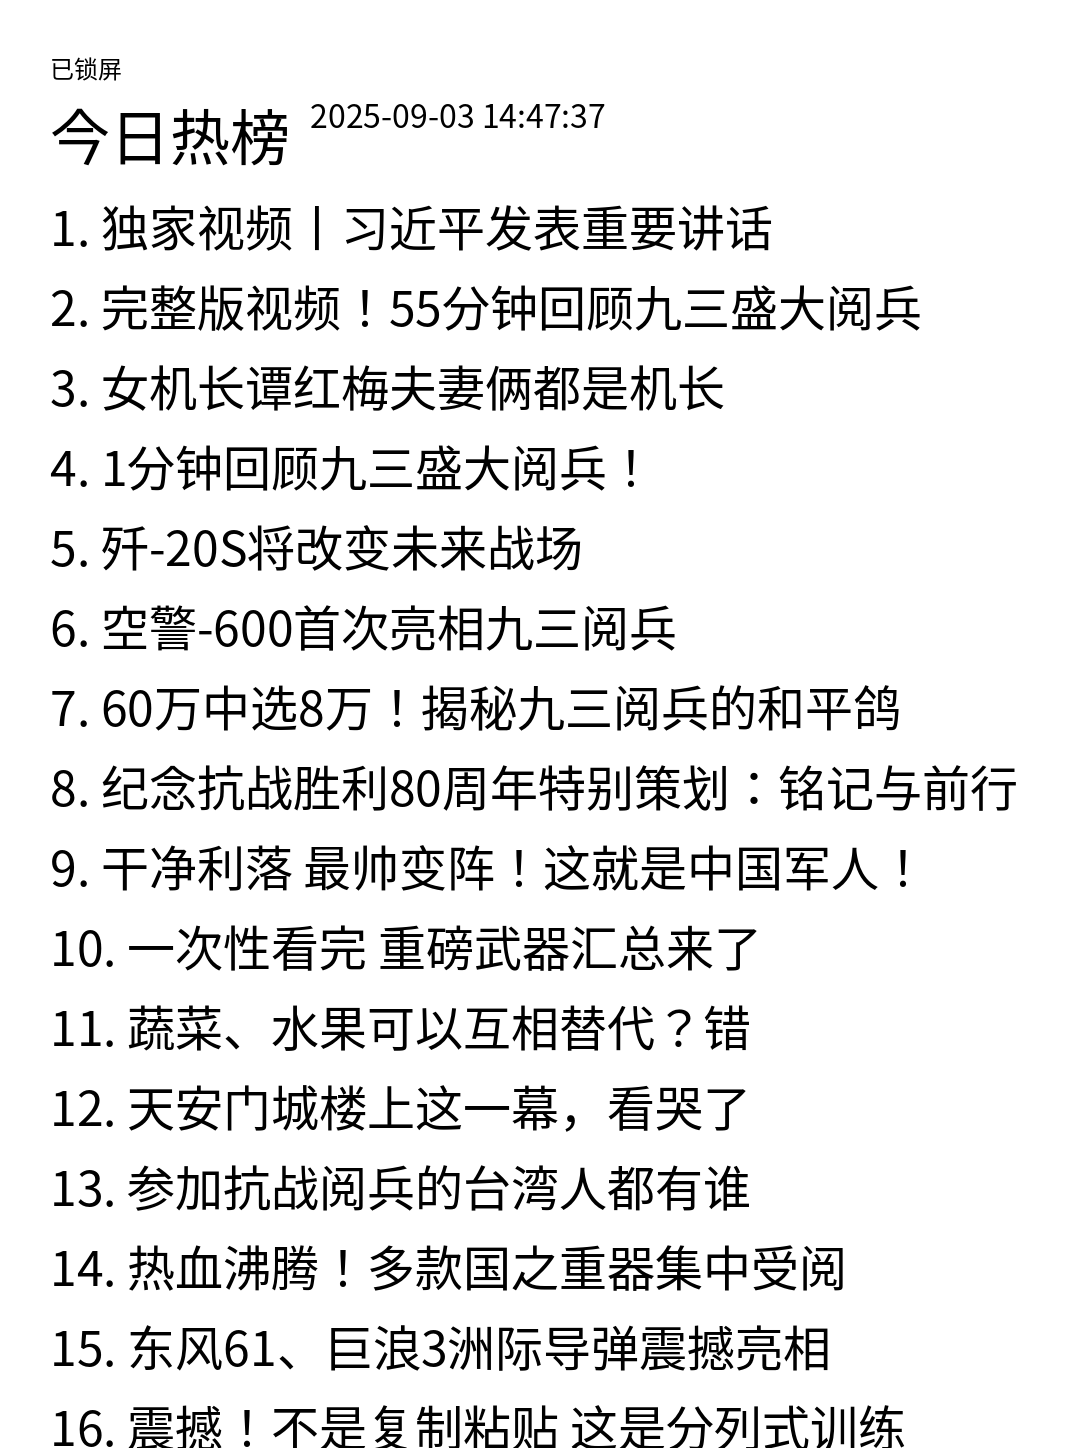 已锁屏
今日热榜 2025-09-03 14:47:37
1. 独家视频丨习近平发表重要讲话
2. 完整版视频！55分钟回顾九三盛大阅兵
3. 女机长谭红梅夫妻俩都是机长
4. 1分钟回顾九三盛大阅兵！
5. 歼-20S将改变未来战场
6. 空警-600首次亮相九三阅兵
7. 60万中选8万！揭秘九三阅兵的和平鸽
8. 纪念抗战胜利80周年特别策划：铭记与前行
9. 干净利落 最帅变阵！这就是中国军人！
10. 一次性看完 重磅武器汇总来了
11. 蔬菜、水果可以互相替代？错
12. 天安门城楼上这一幕，看哭了
13. 参加抗战阅兵的台湾人都有谁
14. 热血沸腾！多款国之重器集中受阅
15. 东风61、巨浪3洲际导弹震撼亮相
16. 震撼！不是复制粘贴 这是分列式训练